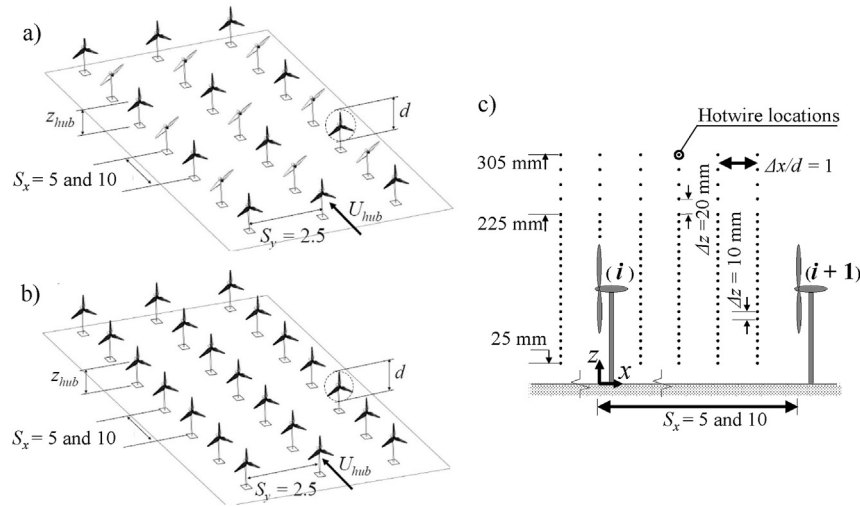 a)
z_hub
d
S_x = 5 and 10
S_y = 2.5
U_hub
b)
z_hub
d
S_x = 5 and 10
S_y = 2.5
U_hub
c)
Hotwire locations
305 mm
Δx/d = 1
225 mm
Δz =20 mm
Δz = 10 mm
(i)
(i + 1)
25 mm
z
x
S_x = 5 and 10